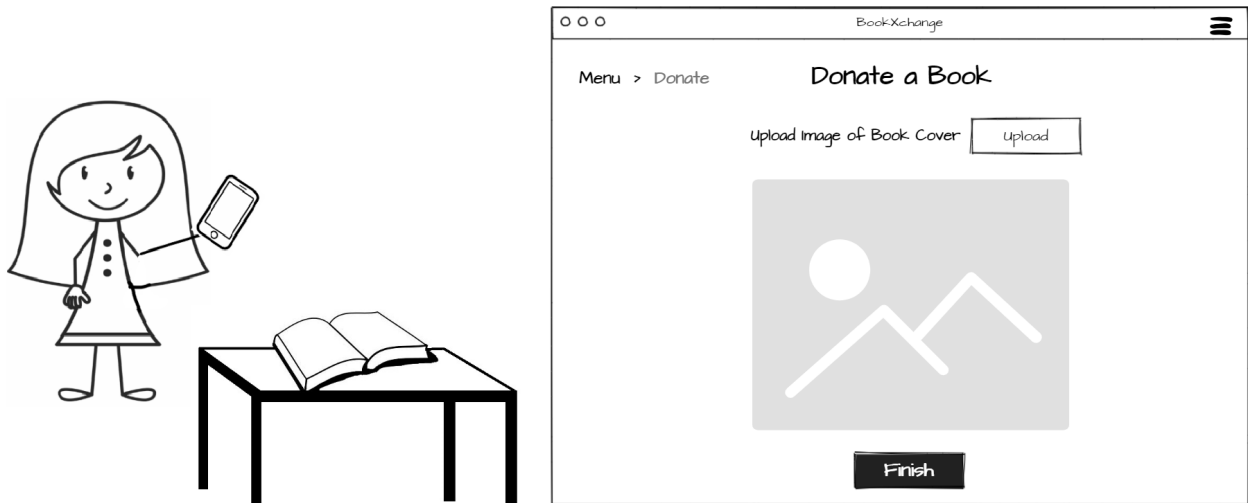 BookXchange
Menu > Donate
Donate a Book
Upload Image of Book Cover
Upload
Finish